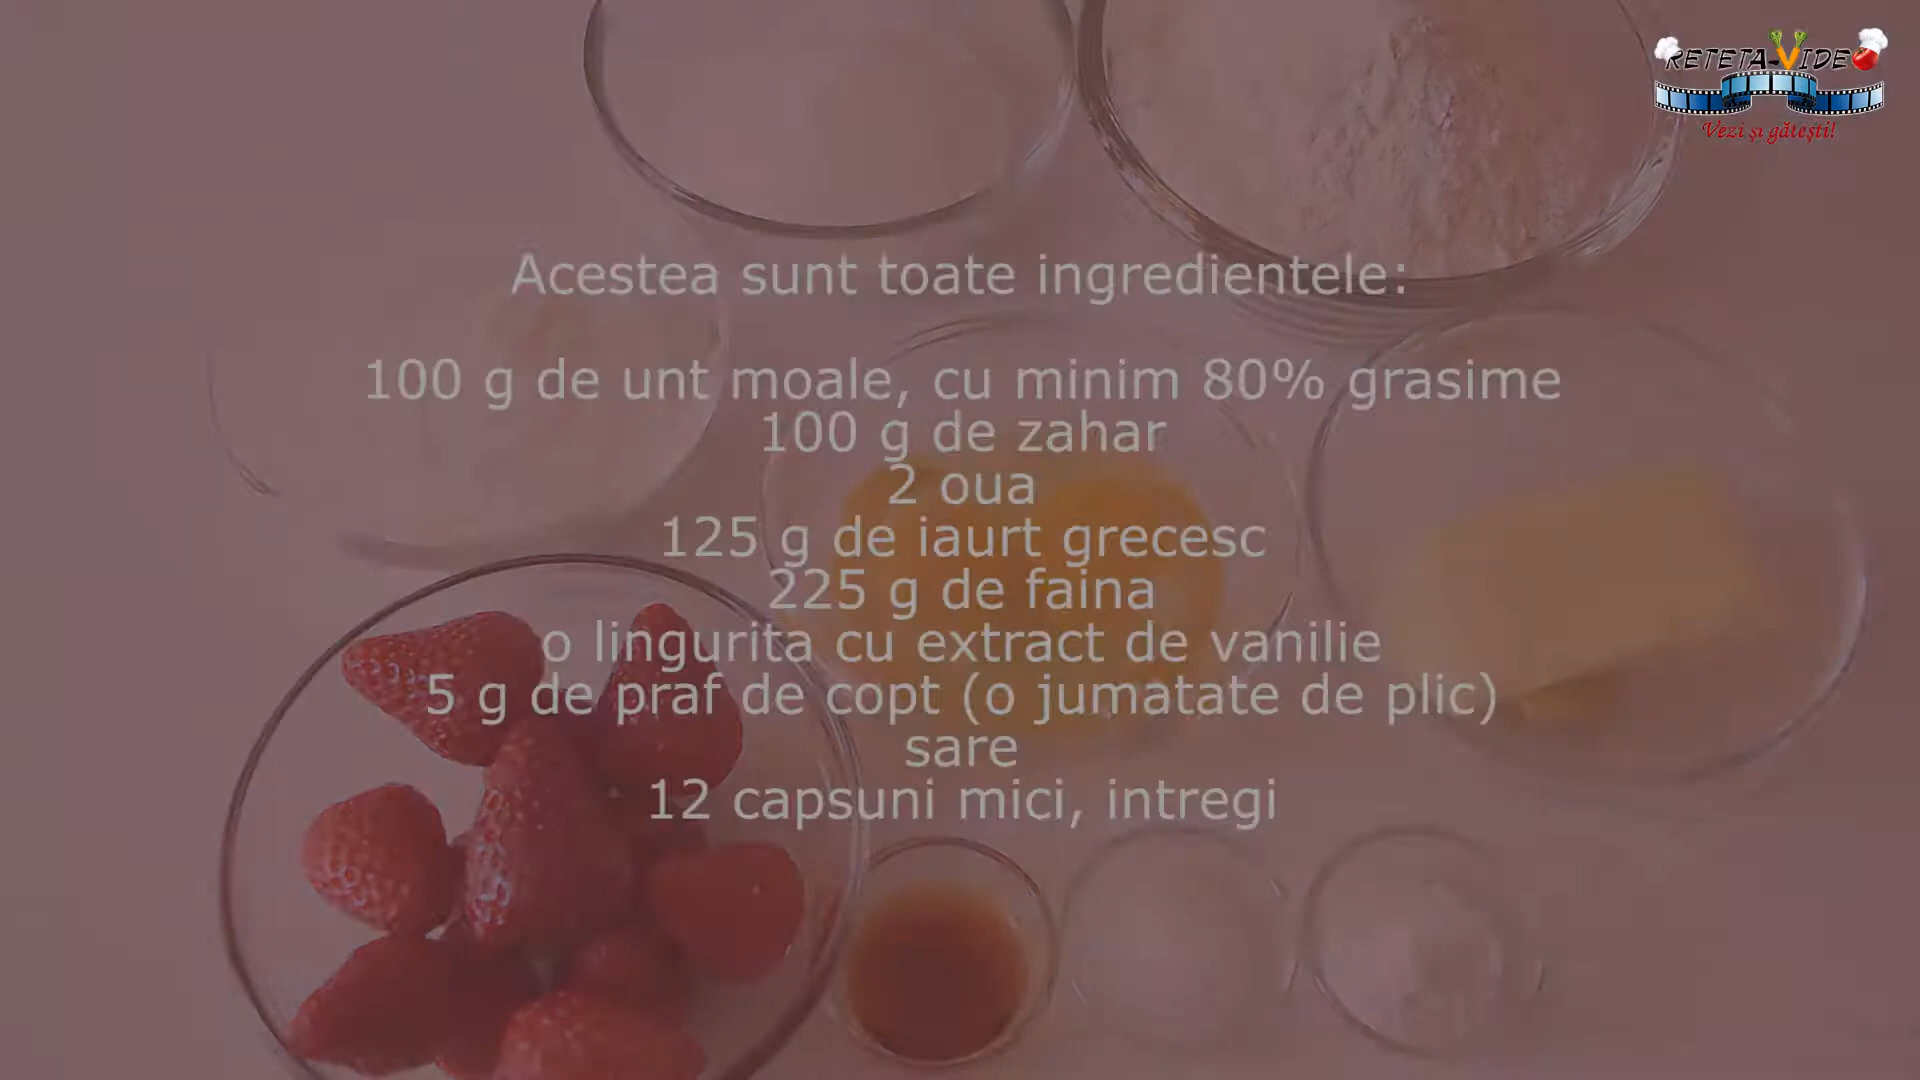 RETETA-VIDEO
Vezi și gătești!
Acestea sunt toate ingredientele:
100 g de unt moale, cu minim 80% grasime
100 g de zahar
2 oua
125 g de iaurt grecesc
225 g de faina
o lingurita cu extract de vanilie
5 g de praf de copt (o jumatate de plic)
sare
12 capsuni mici, intregi